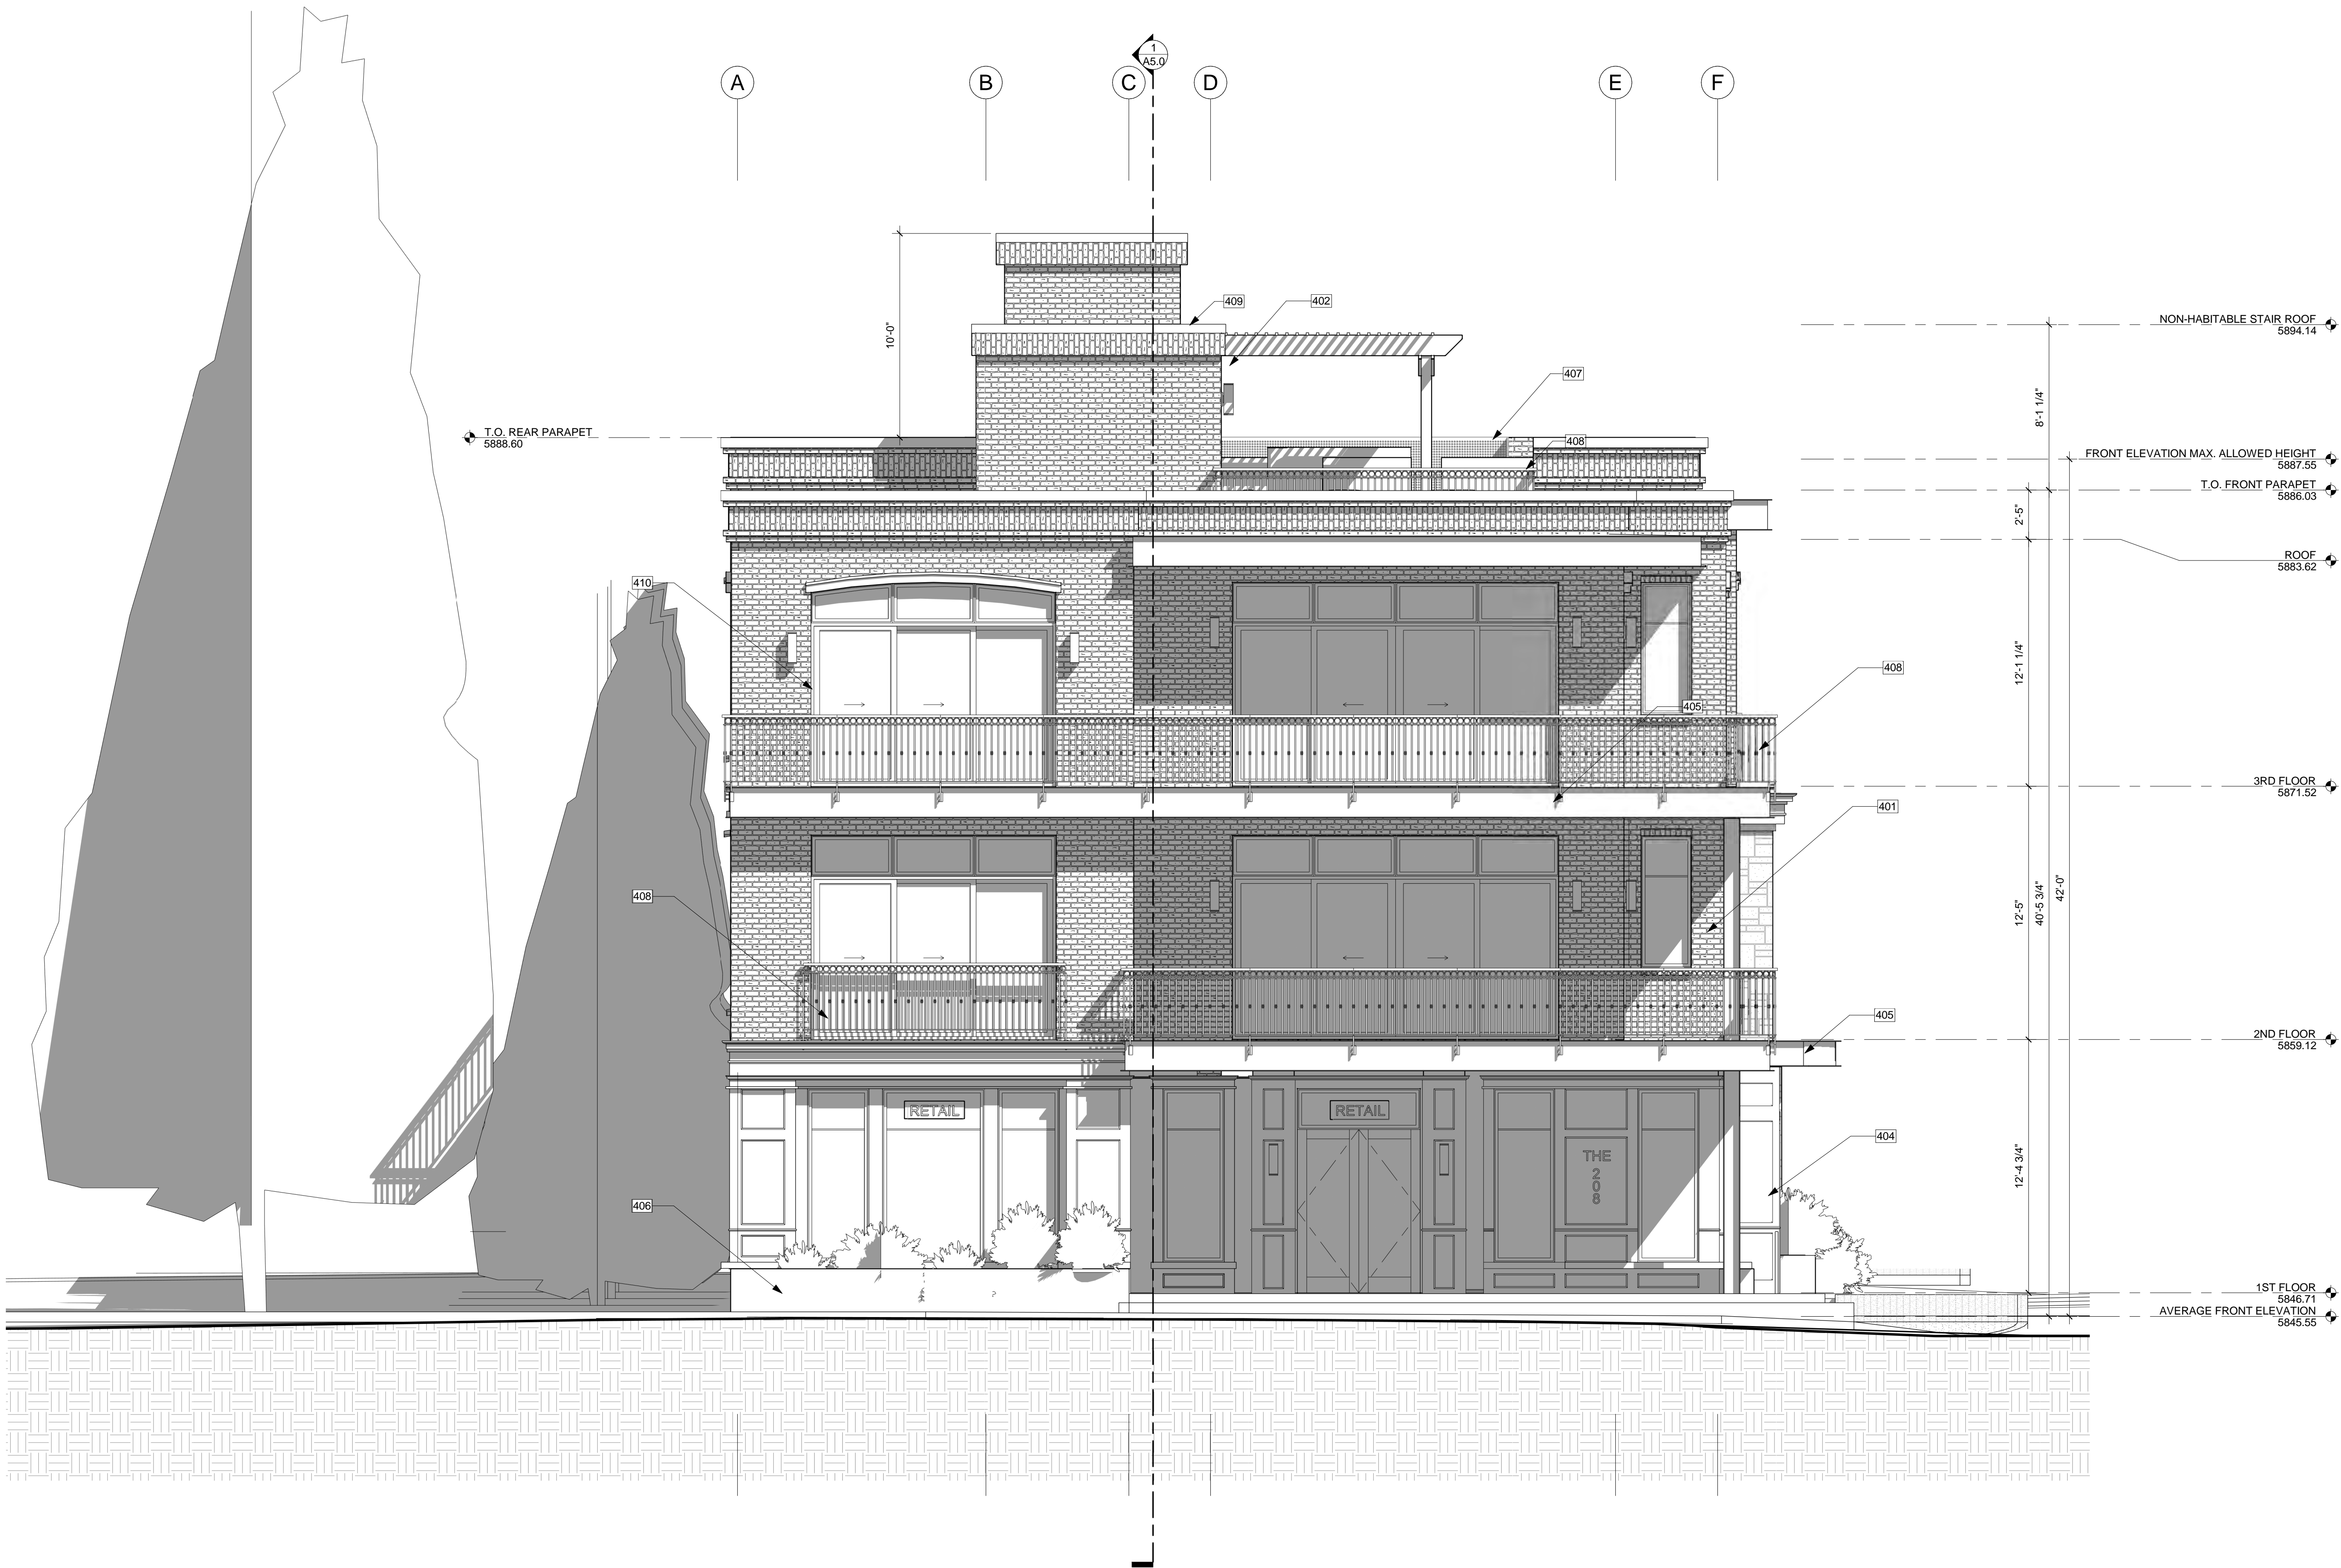 1
A5.0
A
B
C
D
E
F
10'-0"
409
402
407
408
T.O. REAR PARAPET
5888.60
NON-HABITABLE STAIR ROOF
5894.14
8'-1 1/4"
FRONT ELEVATION MAX. ALLOWED HEIGHT
5887.55
T.O. FRONT PARAPET
5886.03
2'-5"
ROOF
5883.62
410
12'-1 1/4"
408
405
3RD FLOOR
5871.52
401
408
12'-5"
40'-5 3/4"
42'-0"
405
2ND FLOOR
5859.12
RETAIL
RETAIL
404
THE
2
0
8
12'-4 3/4"
406
1ST FLOOR
5846.71
AVERAGE FRONT ELEVATION
5845.55